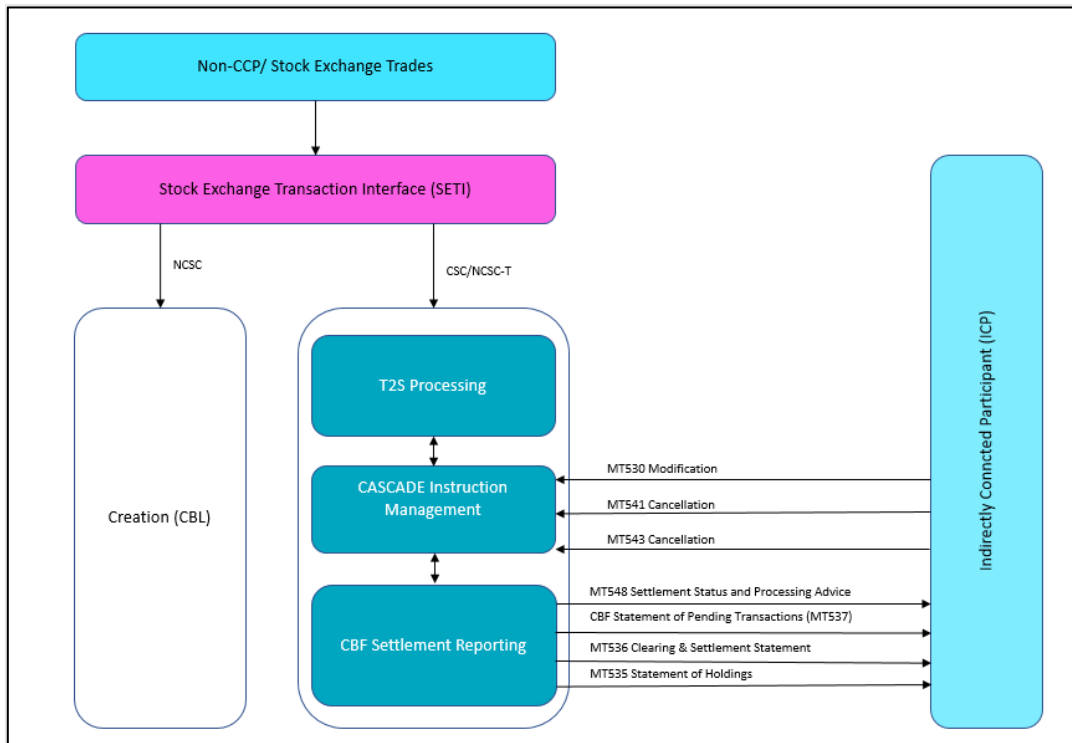 Non-CCP/ Stock Exchange Trades
Stock Exchange Transaction Interface (SETI)
NCSC
CSC/NCSC-T
T2S Processing
CASCADE Instruction
Management
CBF Settlement Reporting
Creation (CBL)
MT530 Modification
MT541 Cancellation
MT543 Cancellation
MT548 Settlement Status and Processing Advice
CBF Statement of Pending Transactions (MT537)
MT536 Clearing & Settlement Statement
MT535 Statement of Holdings
Indirectly Conncted Participant (ICP)